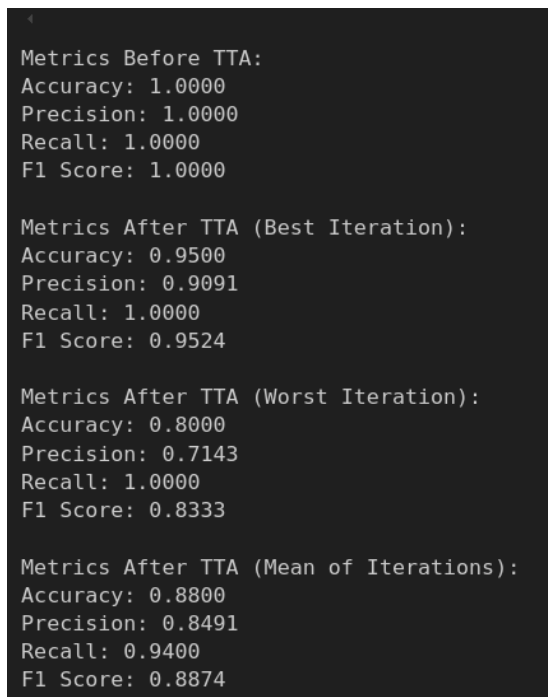 Metrics Before TTA:
Accuracy: 1.0000
Precision: 1.0000
Recall: 1.0000
F1 Score: 1.0000
Metrics After TTA (Best Iteration):
Accuracy: 0.9500
Precision: 0.9091
Recall: 1.0000
F1 Score: 0.9524
Metrics After TTA (Worst Iteration):
Accuracy: 0.8000
Precision: 0.7143
Recall: 1.0000
F1 Score: 0.8333
Metrics After TTA (Mean of Iterations):
Accuracy: 0.8800
Precision: 0.8491
Recall: 0.9400
F1 Score: 0.8874